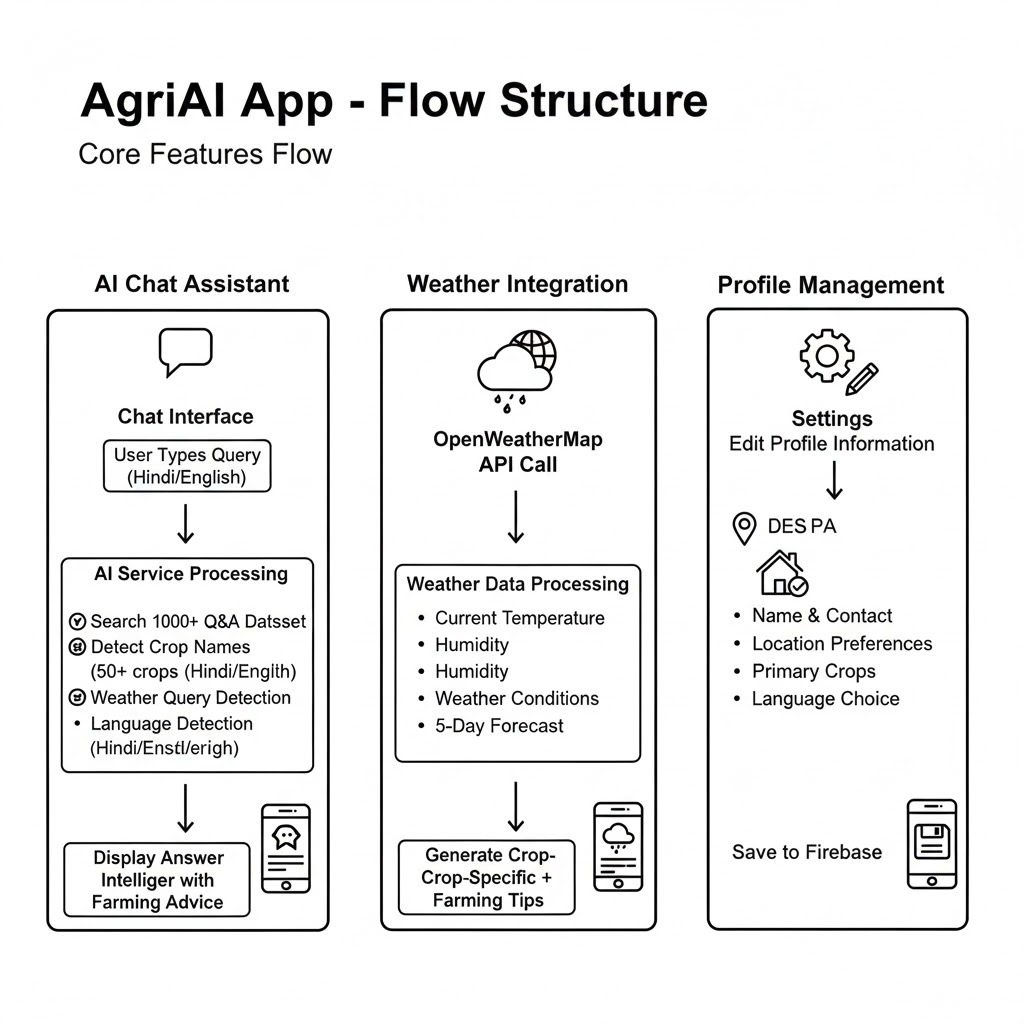 AgriAI App - Flow Structure
Core Features Flow
AI Chat Assistant
Chat Interface
User Types Query
(Hindi/English)
AI Service Processing
Search 1000+ Q&A Datsset
Detect Crop Names
(50+ crops (Hindi/Engith)
Weather Query Detection
• Language Detection
(Hindi/Enstl/erigh)
Display Answer
Intelliger with
Farming Advice
Weather Integration
OpenWeatherMap
API Call
Weather Data Processing
• Current Temperature
• Humidity
• Humidity
• Weather Conditions
• 5-Day Forecast
Generate Crop-
Crop-Specific +
Farming Tips
Profile Management
Settings
Edit Profile Information
DES PA
• Name & Contact
• Location Preferences
• Primary Crops
• Language Choice
Save to Firebase